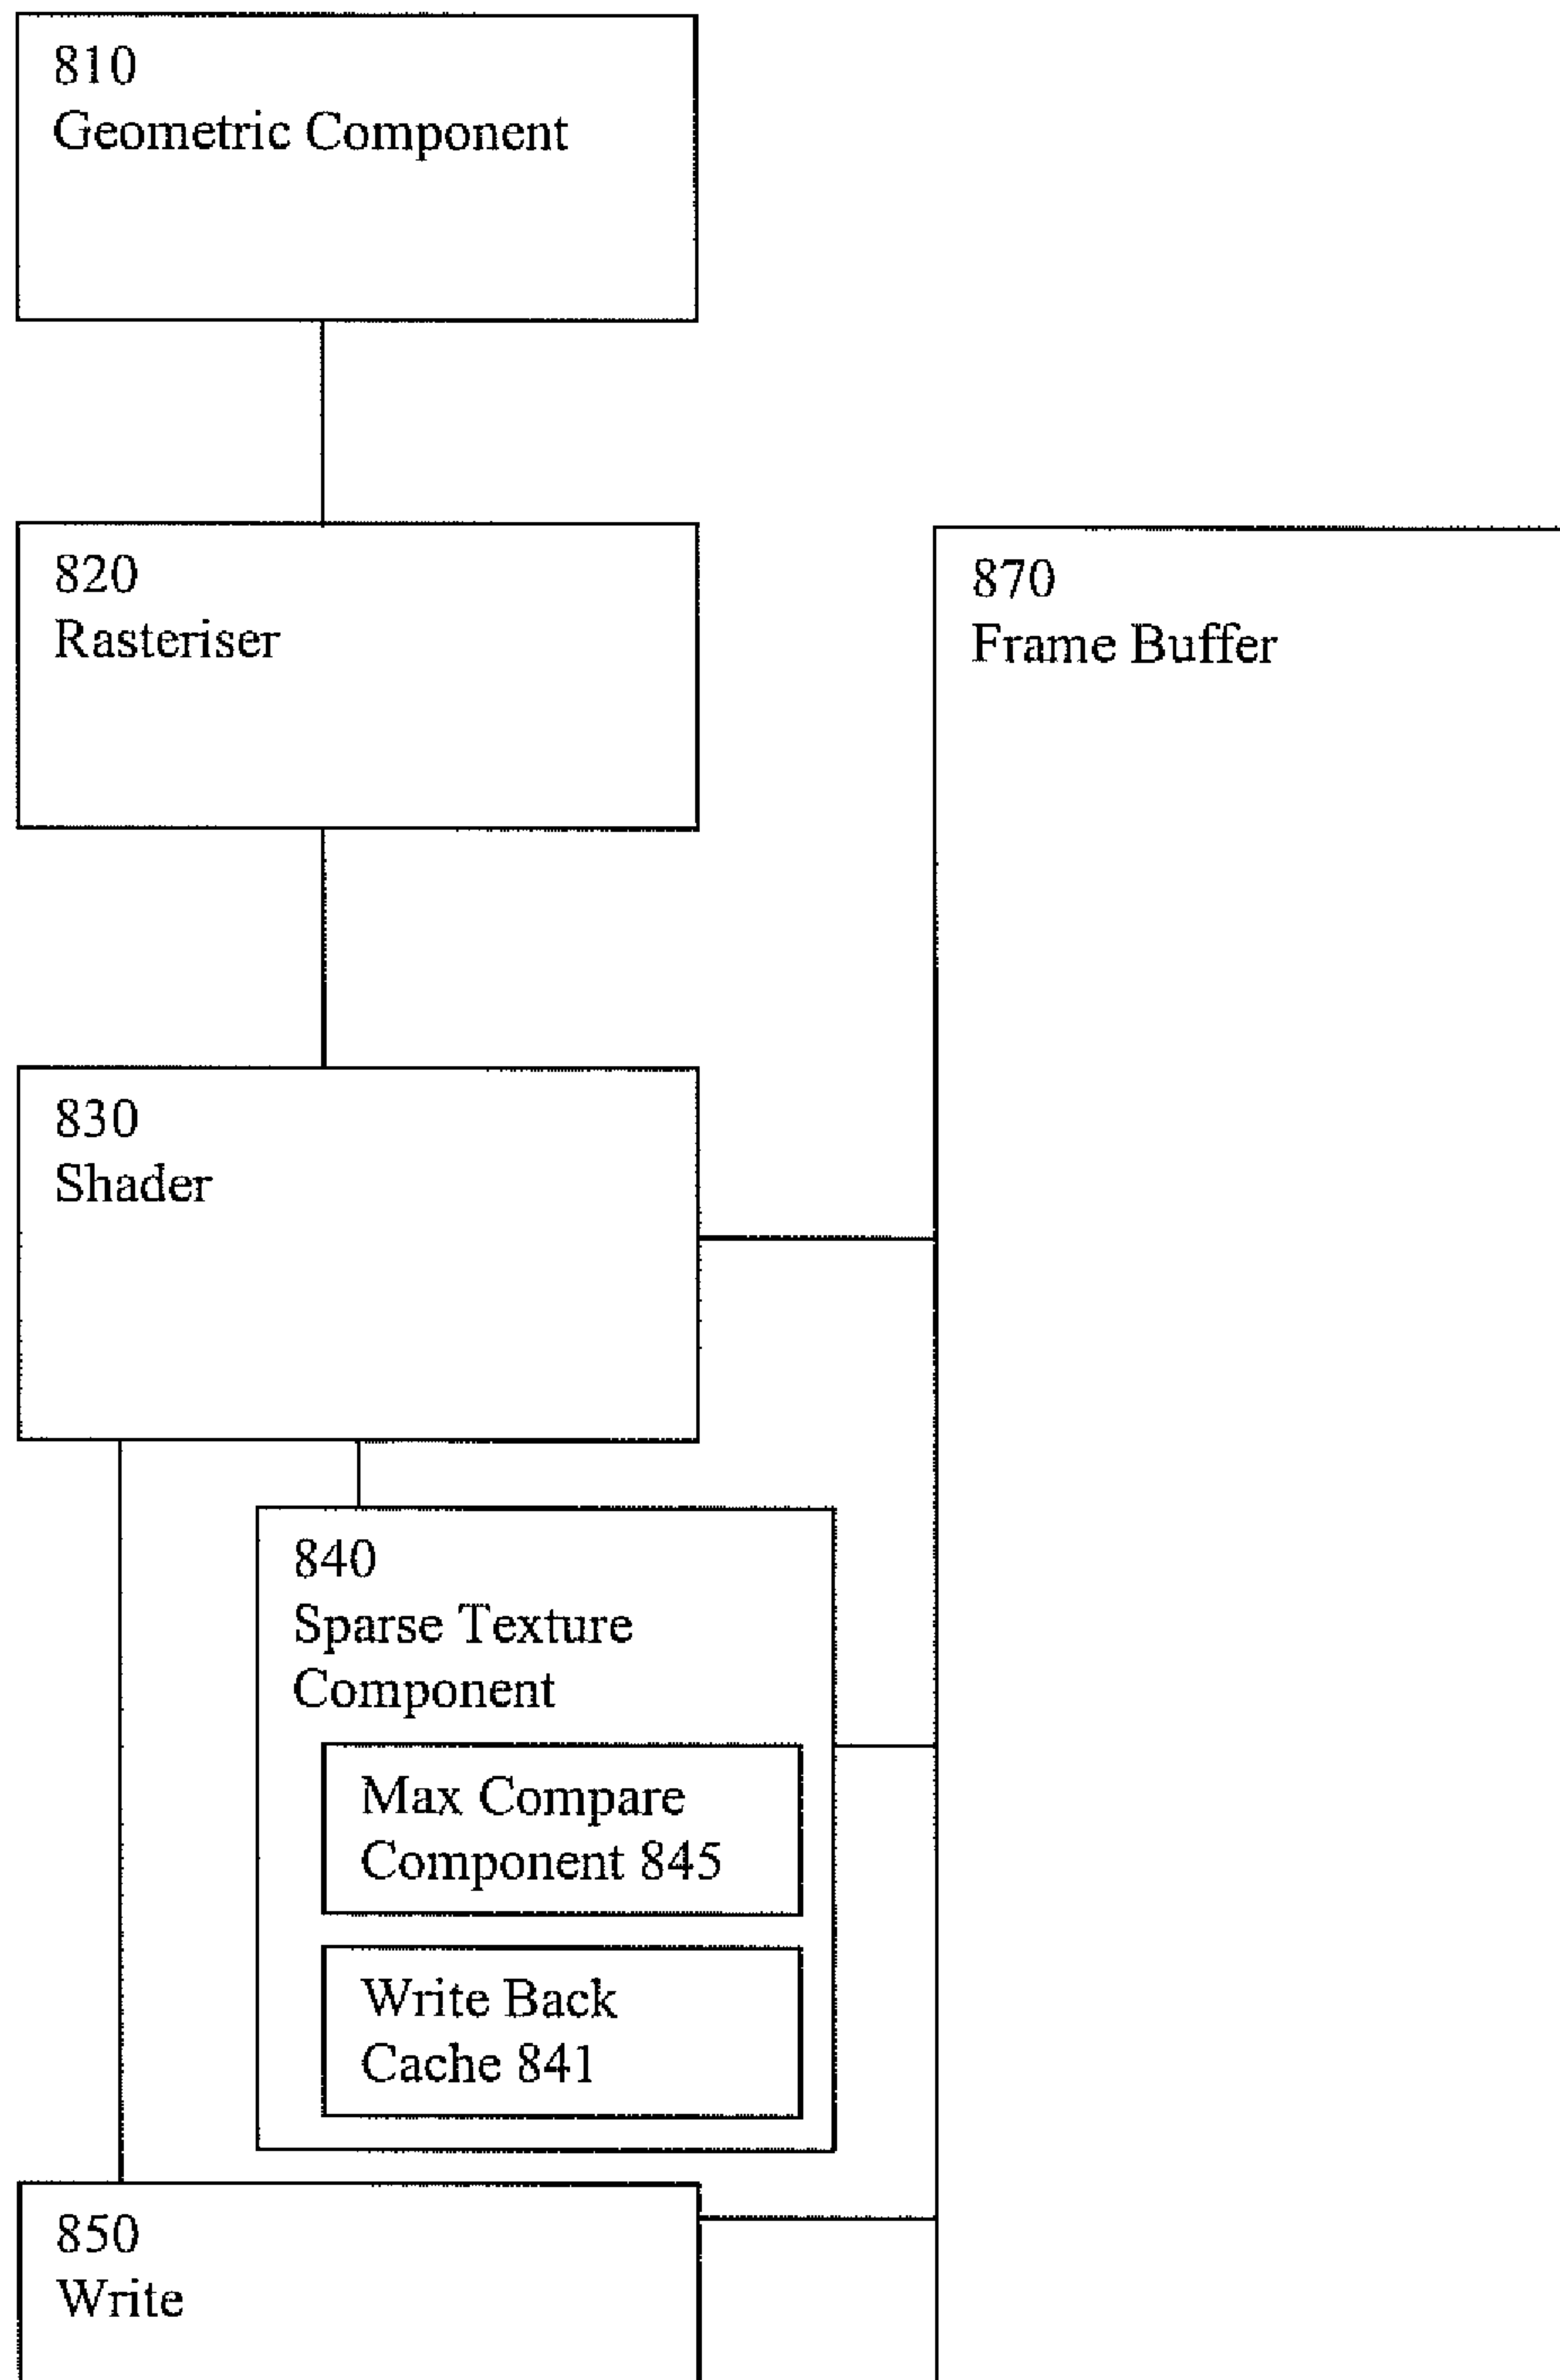 810
Geometric Component
820
Rasteriser
870
Frame Buffer
830
Shader
840
Sparse Texture
Component
Max Compare
Component 845
Write Back
Cache 841
850
Write